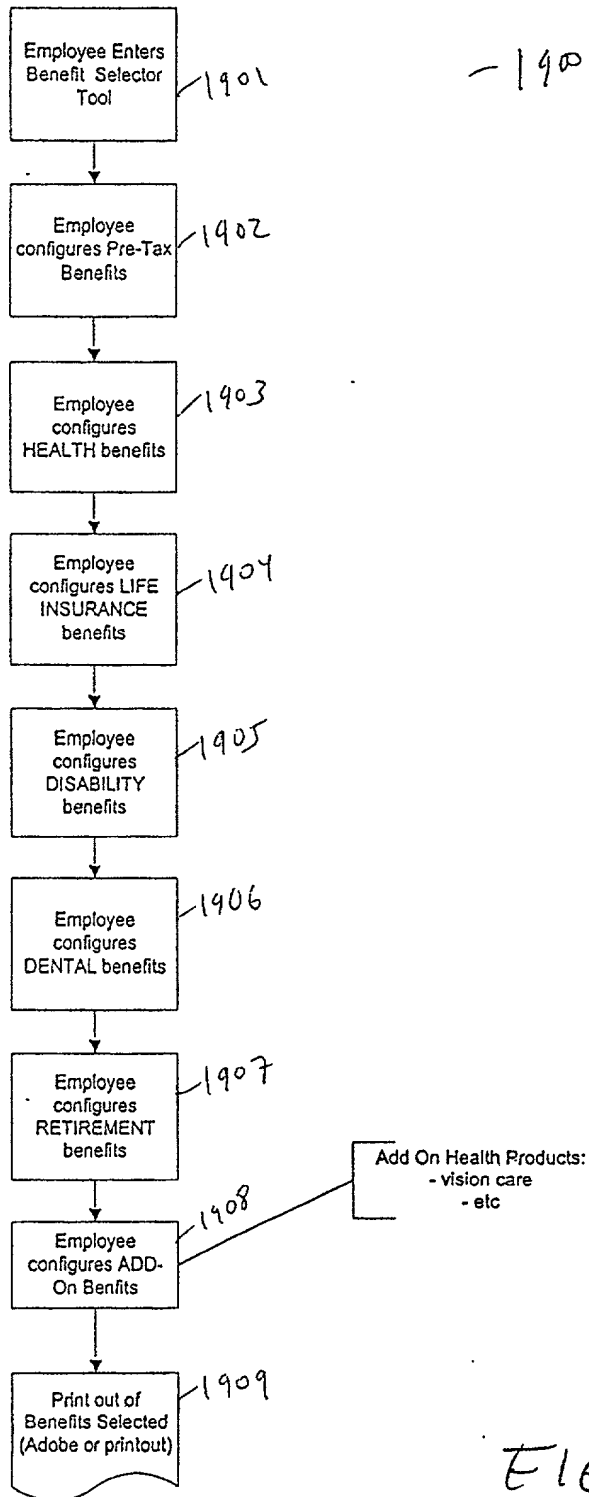 Employee Enters
Benefit Selector
Tool
1901
1900
Employee
configures Pre-Tax
Benefits
1902
Employee
configures
HEALTH benefits
1903
Employee
configures LIFE
INSURANCE
benefits
1904
Employee
configures
DISABILITY
benefits
1905
Employee
configures
DENTAL benefits
1906
Employee
configures
RETIREMENT
benefits
1907
Employee
configures ADD-
On Benfits
1908
Add On Health Products:
- vision care
- etc
Print out of
Benefits Selected
(Adobe or printout)
1909